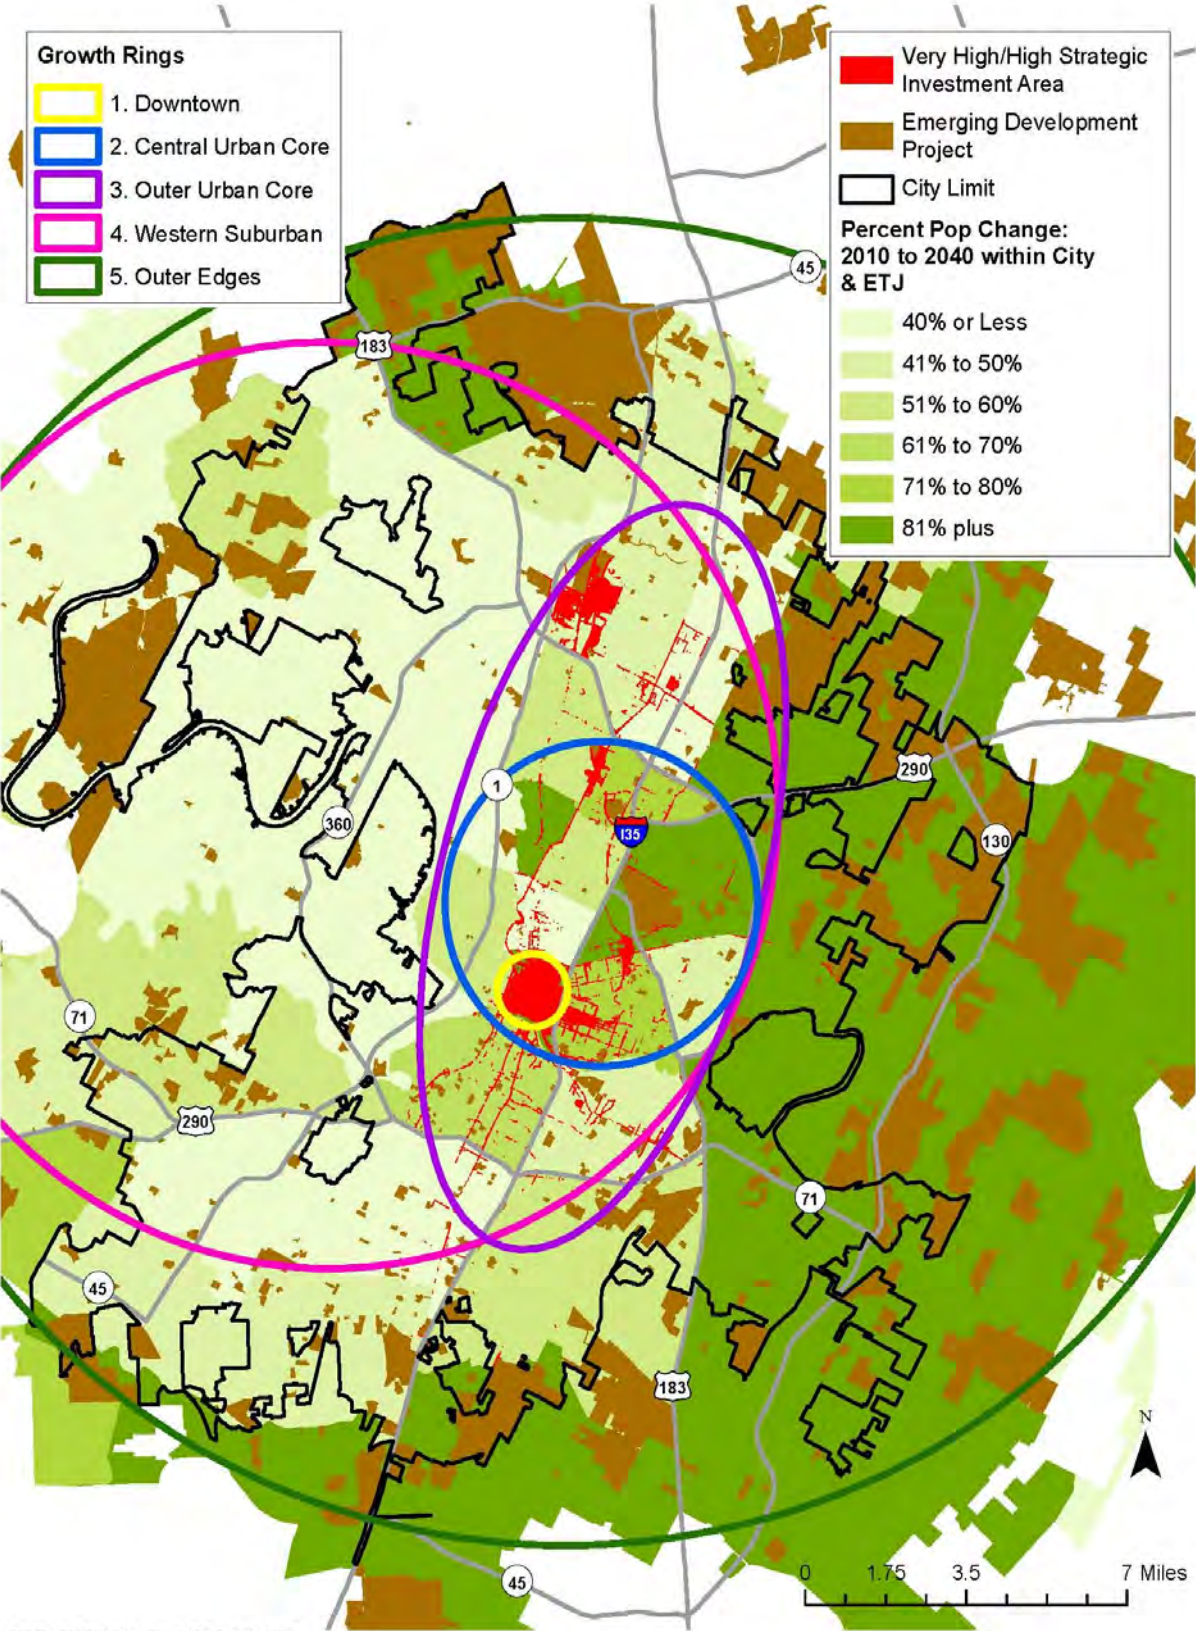 Growth Rings
1. Downtown
2. Central Urban Core
3. Outer Urban Core
4. Western Suburban
5. Outer Edges
Very High/High Strategic
Investment Area
Emerging Development
Project
City Limit
Percent Pop Change:
2010 to 2040 within City
& ETJ
40% or Less
41% to 50%
51% to 60%
61% to 70%
71% to 80%
81% plus
45
183
1
290
360
I35
130
71
290
71
45
183
N
45
0 1.75 3.5 7 Miles